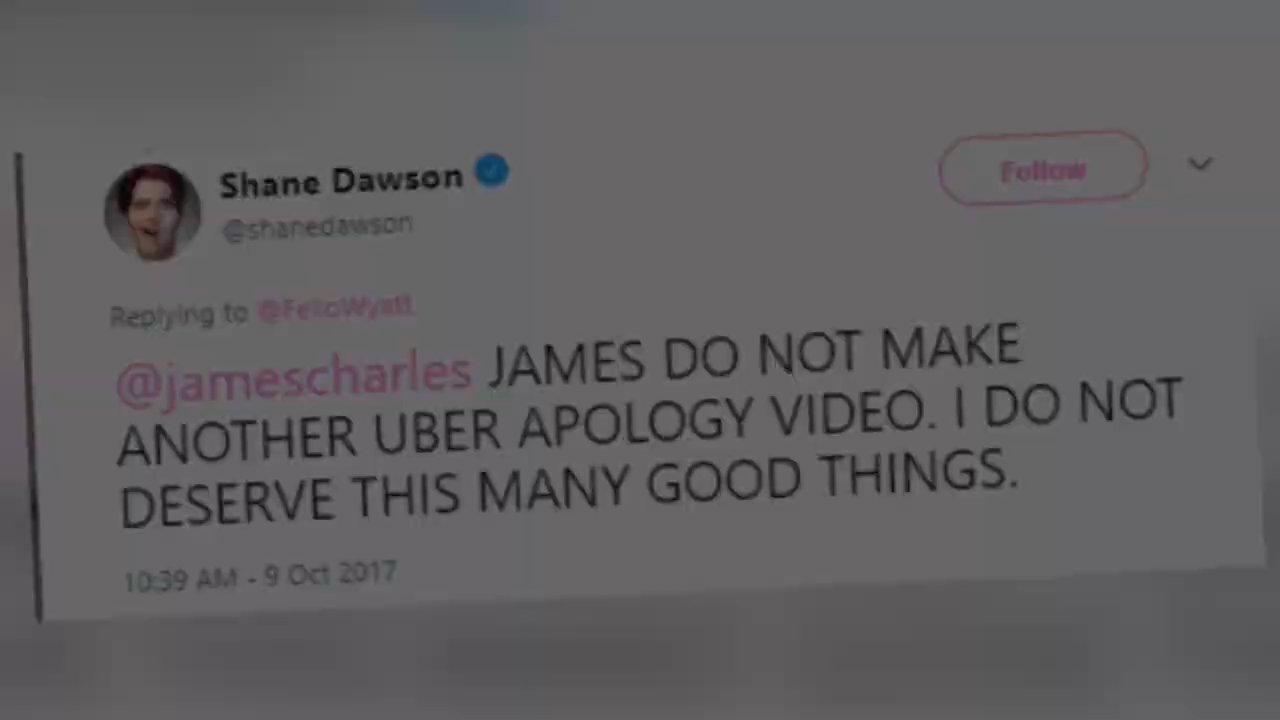 Shane Dawson
@shanedawson
Follow
Replying to @FelloWyatt
@jamescharles JAMES DO NOT MAKE
ANOTHER UBER APOLOGY VIDEO. I DO NOT
DESERVE THIS MANY GOOD THINGS.
10:39 AM - 9 Oct 2017